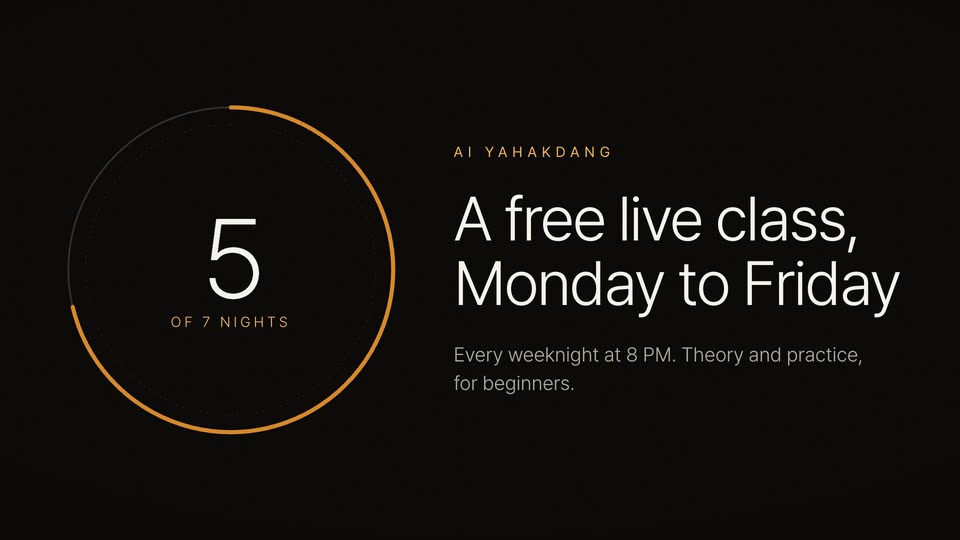 5
OF 7 NIGHTS
AI YAHAKDANG
A free live class,
Monday to Friday
Every weeknight at 8 PM. Theory and practice,
for beginners.